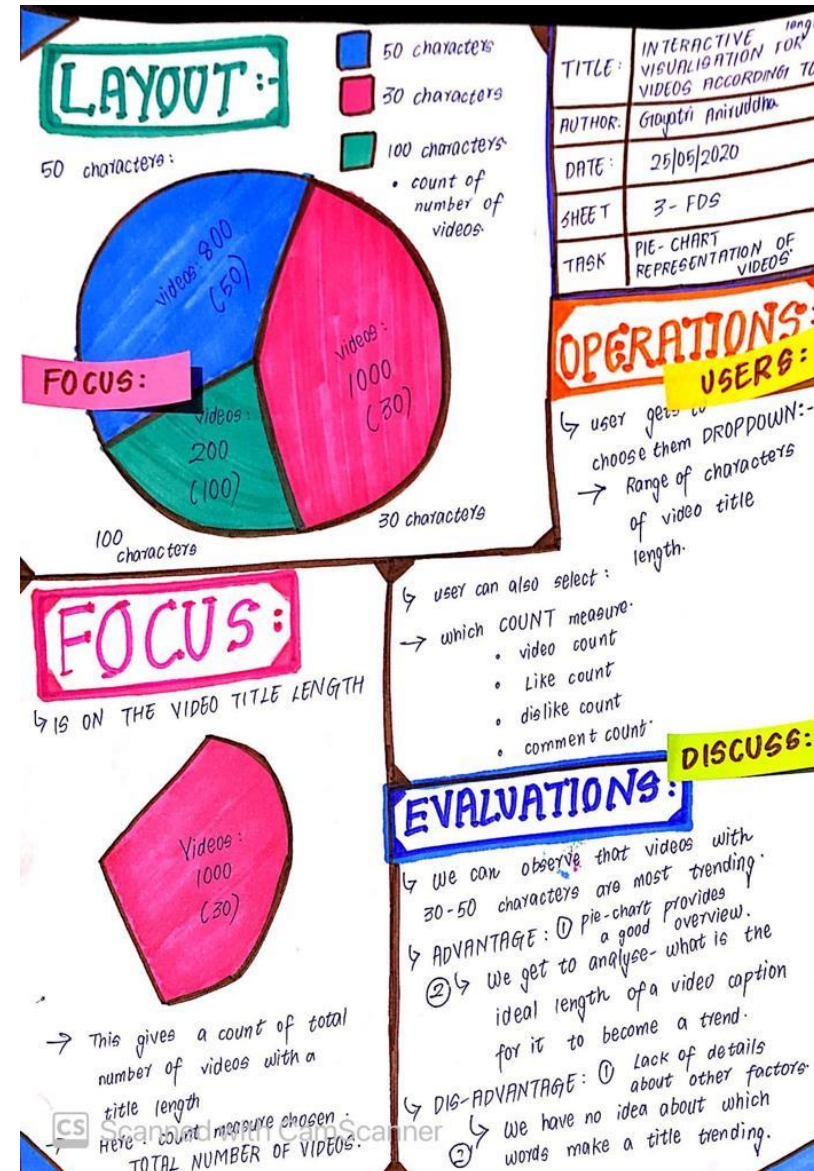 LAYOUT:-
50 characters
30 characters
100 characters
• count of
number of
videos.
50 characters:
videos: 800
(50)
videos:
1000
(30)
videos:
200
(100)
FOCUS:
100
characters
30 characters
TITLE:
INTERACTIVE
VISUALISATION FOR
VIDEOS ACCORDING TO
AUTHOR:
Gayatri Aniruddha
DATE:
25/05/2020
SHEET
3- FDS
TASK
PIE-CHART
REPRESENTATION OF
VIDEOS.
OPERATIONS:
USERS:
↳ user gets to
choose them DROPDOWN:-
→ Range of characters
of video title
length.
↳ user can also select:
→ which COUNT measure.
• video count
• Like count
• dislike count
• comment count.
FOCUS:
↳ IS ON THE VIDEO TITLE LENGTH
Videos:
1000
(30)
→ This gives a count of total
number of videos with a
title length
→ Here: count measure chosen:
TOTAL NUMBER OF VIDEOS.
DISCUSS:
EVALUATIONS:
↳ We can observe that videos with
30-50 characters are most trending.
↳ ADVANTAGE: ① Pie-chart provides
a good overview.
② ↳ We get to analyse- what is the
ideal length of a video caption
for it to become a trend.
↳ DIS-ADVANTAGE: ① Lack of details
about other factors.
② ↳ We have no idea about which
words make a title trending.
CS Scanned with CamScanner